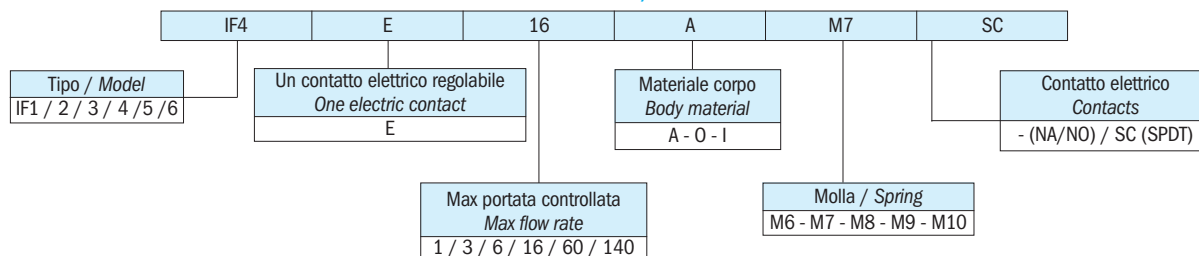 IF4 E 16 A M7 SC
Tipo / Model
IF1 / 2 / 3 / 4 /5 /6
Un contatto elettrico regolabile
One electric contact
E
Materiale corpo
Body material
A - O - I
Contatto elettrico
Contacts
- (NA/NO) / SC (SPDT)
Max portata controllata
Max flow rate
1 / 3 / 6 / 16 / 60 / 140
Molla / Spring
M6 - M7 - M8 - M9 - M10